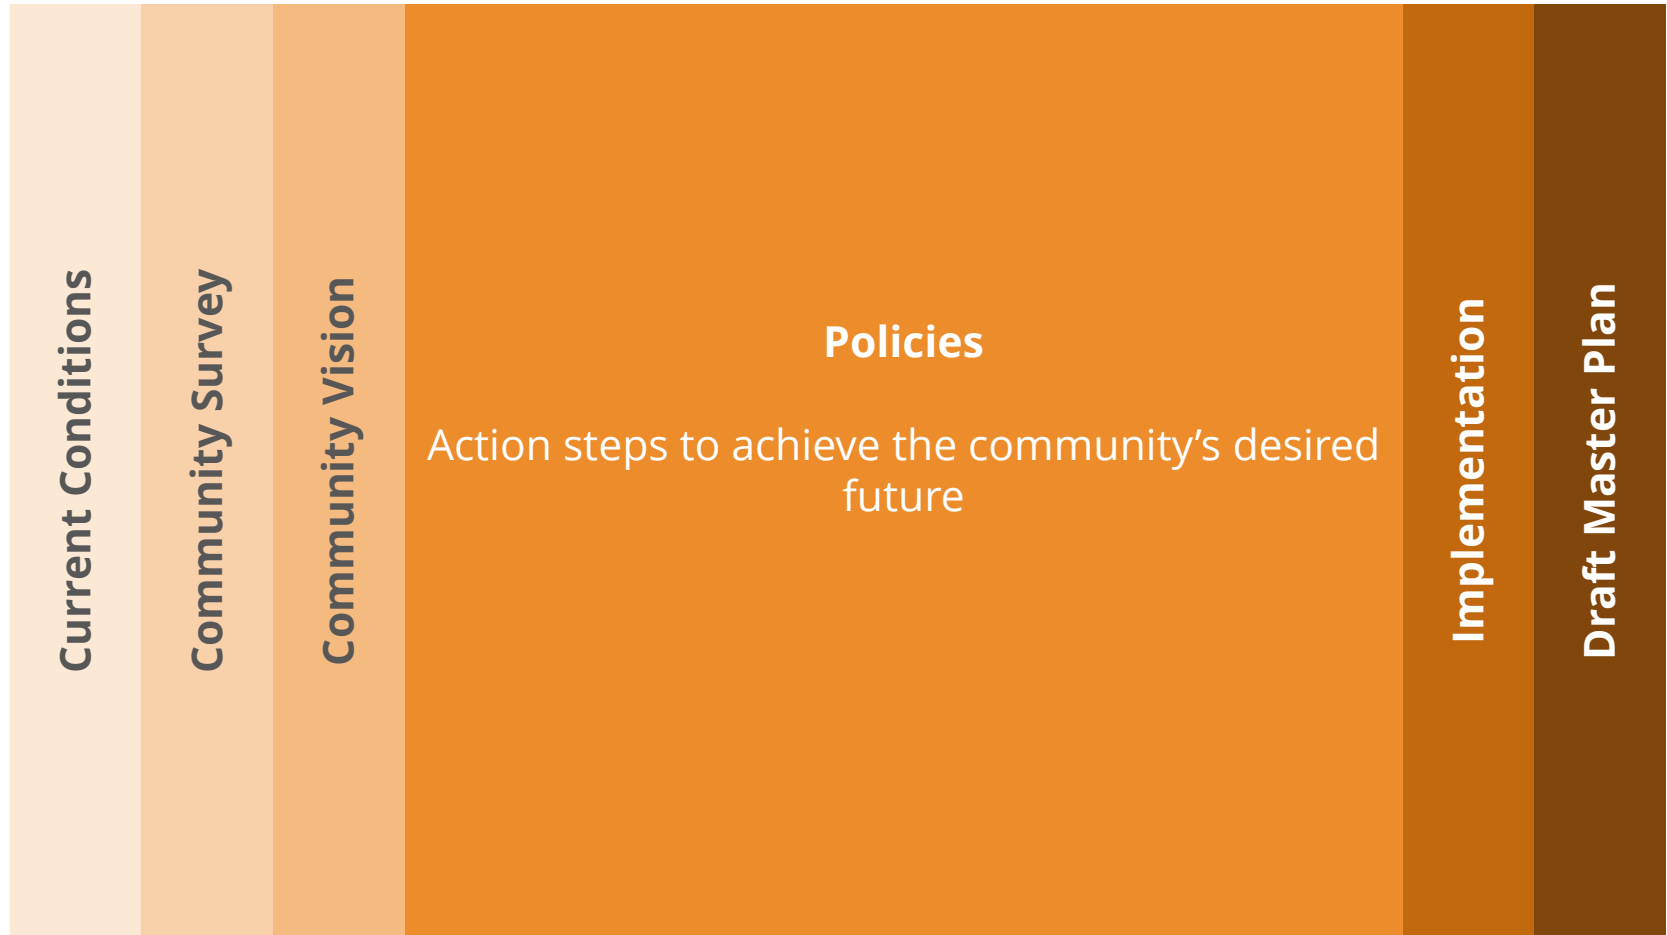 Current Conditions
Community Survey
Community Vision
Policies
Action steps to achieve the community’s desired
future
Implementation
Draft Master Plan